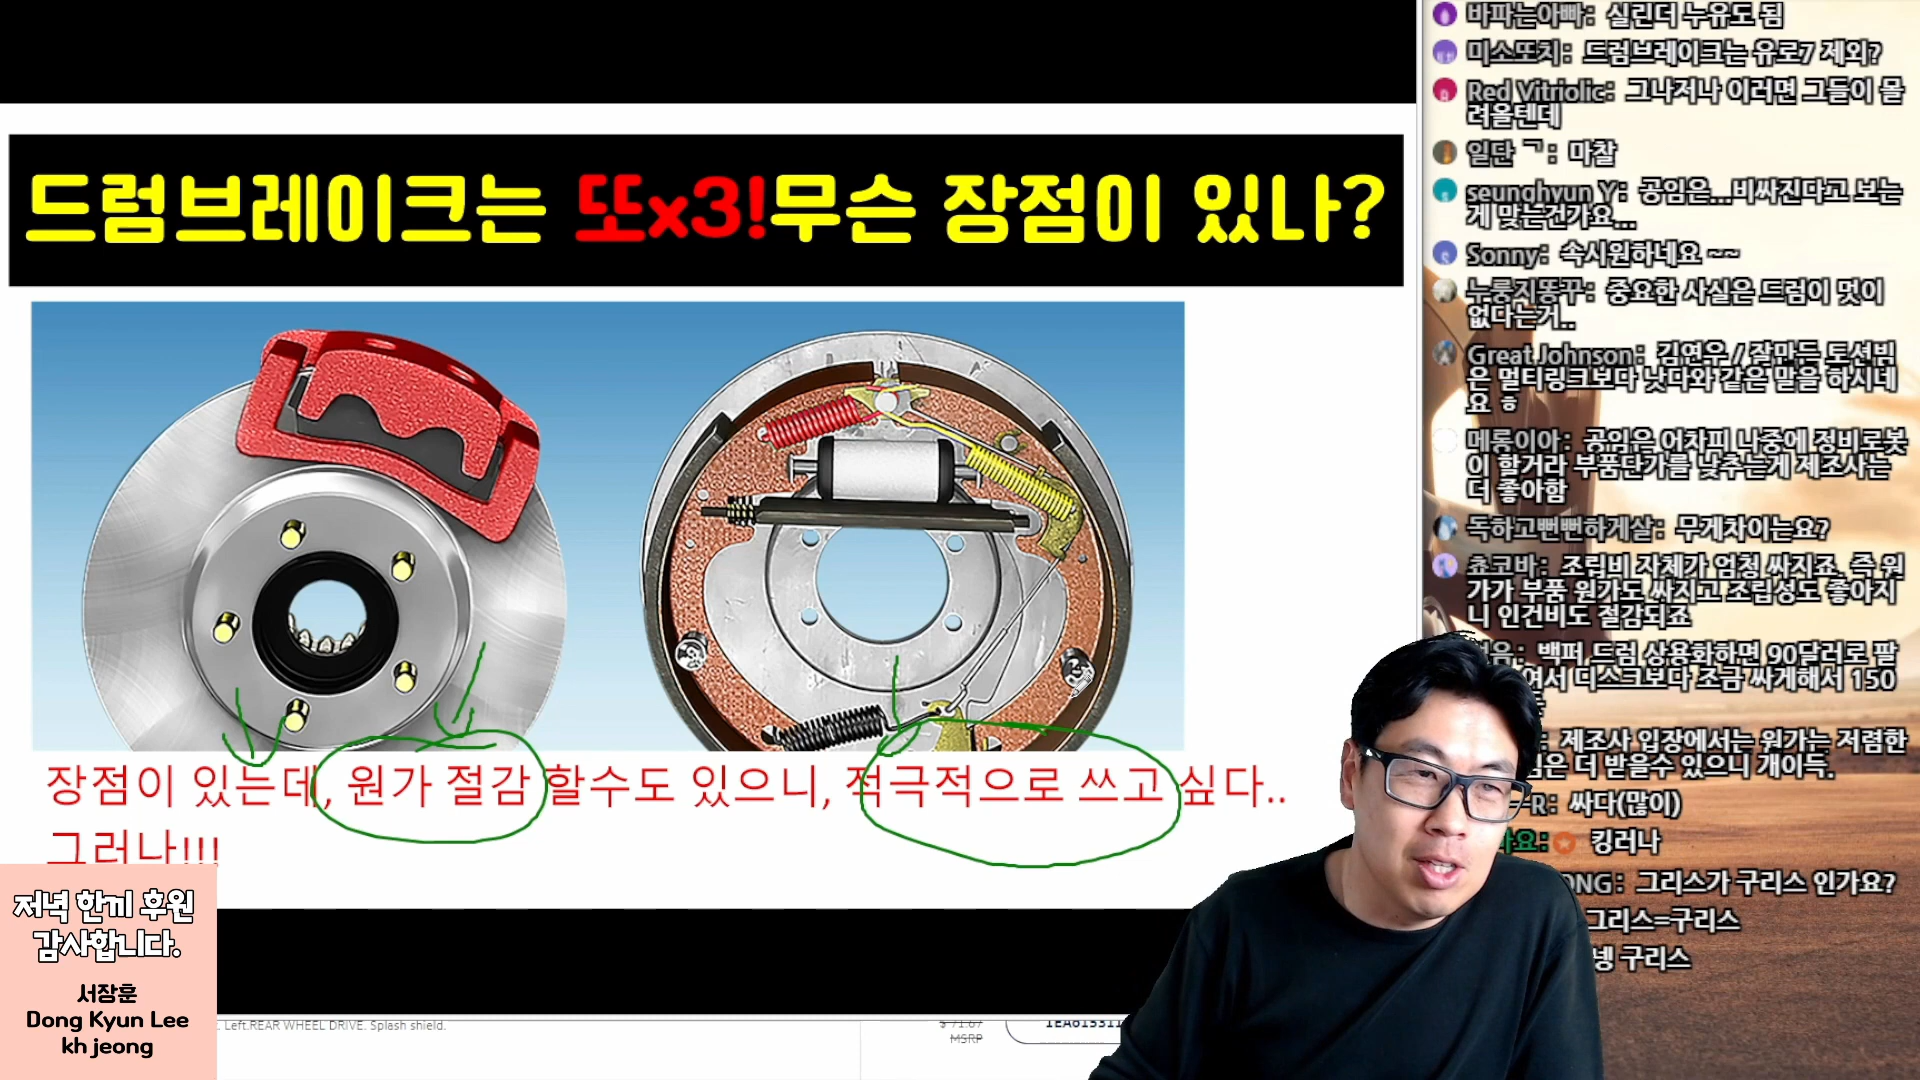 드럼브레이크는 또x3!무슨 장점이 있나?
장점이 있는데, 원가 절감 할수도 있으니, 적극적으로 쓰고 싶다..
그러나!!!
저녁 한끼 후원
감사합니다.
서장훈
Dong Kyun Lee
kh jeong
Left.REAR WHEEL DRIVE. Splash shield.
$ 71.67
MSRP
바파는아빠: 실린더 누유도 됨
미소또치: 드럼브레이크는 유로7 제외?
Red Vitriolic: 그나저나 이러면 그들이 몰
려올텐데
일단 ㄱ: 마찰
seunghyun Y: 공임은...비싸진다고 보는
게 맞는건가요...
Sonny: 속시원하네요 ~~
누룽지똥꾸: 중요한 사실은 드럼이 멋이
없다는거..
Great Johnson: 김연우 / 잘만든 토션빔
은 멀티링크보다 낫다와 같은 말을 하시네
요 ㅎ
메롱이아: 공임은 어차피 나중에 정비로봇
이 할거라 부품단가를 낮추는게 제조사는
더 좋아함
독하고뻔뻔하게살: 무게차이는요?
쵸코바: 조립비 자체가 엄청 싸지죠. 즉 원
가가 부품 원가도 싸지고 조립성도 좋아지
니 인건비도 절감되죠
음: 백퍼 드럼 상용화하면 90달러로 팔
여서 디스크보다 조금 싸게해서 150
: 제조사 입장에서는 원가는 저렴한
은 더 받을수 있으니 개이득.
R: 싸다(많이)
요: 킹러나
ONG: 그리스가 구리스 인가요?
그리스=구리스
넹 구리스